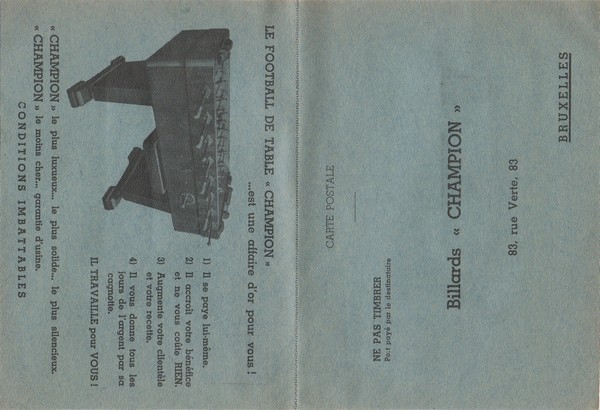 LE FOOTBALL DE TABLE « CHAMPION »
...est une affaire d'or pour vous !
1) Il se paye lui-même.
2) Il accroît votre bénéfice
et ne vous coûte RIEN.
3) Augmente votre clientèle
et votre recette.
4) Il vous donne tous les
jours de l'argent par sa
cagnotte.
IL TRAVAILLE pour VOUS !
« CHAMPION » le plus luxueux... le plus solide... le plus silencieux.
« CHAMPION » le moins cher... garantie d'usine.
CONDITIONS IMBATTABLES
CARTE POSTALE
NE PAS TIMBRER
Port payé par le destinataire
Billards « CHAMPION »
83, rue Verte, 83
BRUXELLES